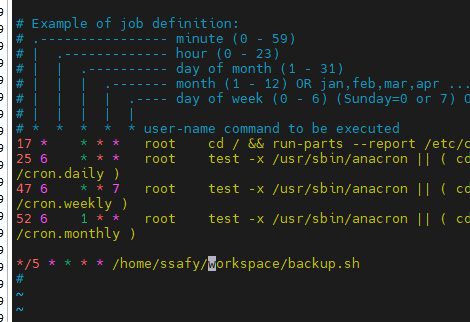 # Example of job definition:
# .---------------- minute (0 - 59)
# |  .------------- hour (0 - 23)
# |  |  .---------- day of month (1 - 31)
# |  |  |  .------- month (1 - 12) OR jan,feb,mar,apr ...
# |  |  |  |  .---- day of week (0 - 6) (Sunday=0 or 7) O
# |  |  |  |  |
# *  *  *  *  * user-name command to be executed
17 *    * * *   root    cd / && run-parts --report /etc/c
25 6    * * *   root    test -x /usr/sbin/anacron || ( cd
/cron.daily )
47 6    * * 7   root    test -x /usr/sbin/anacron || ( cd
/cron.weekly )
52 6    1 * *   root    test -x /usr/sbin/anacron || ( cd
/cron.monthly )
*/5 * * * * /home/ssafy/workspace/backup.sh
#
~
~